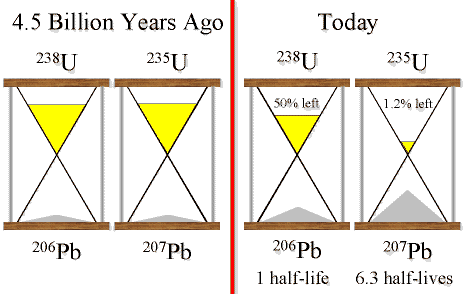 4.5 Billion Years Ago
²³⁸U ²³⁵U
²⁰⁶Pb ²⁰⁷Pb
Today
²³⁸U ²³⁵U
50% left 1.2% left
²⁰⁶Pb ²⁰⁷Pb
1 half-life 6.3 half-lives